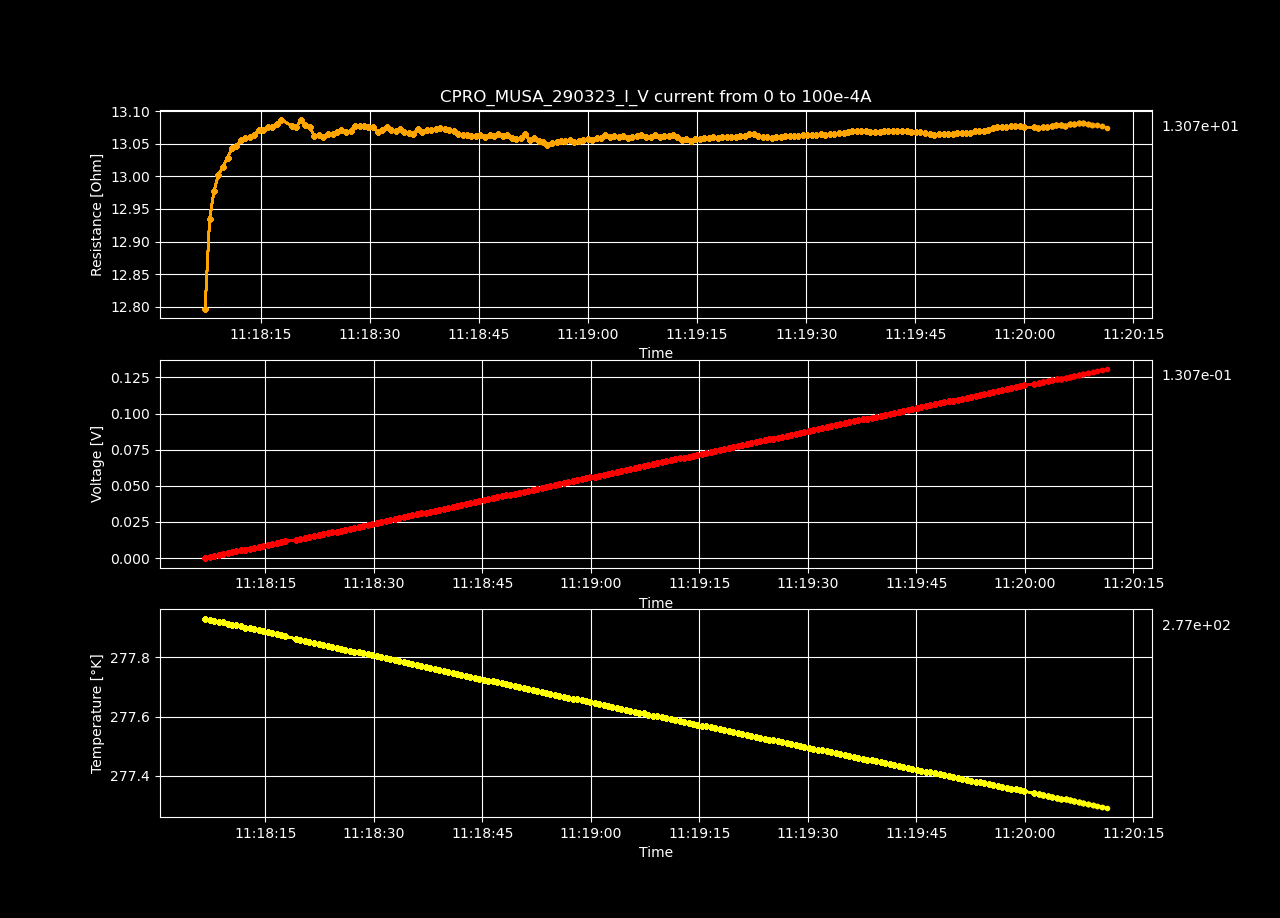 CPRO_MUSA_290323_I_V current from 0 to 100e-4A
13.10
13.05
13.00
12.95
12.90
12.85
12.80
Resistance [Ohm]
1.307e+01
11:18:15 11:18:30 11:18:45 11:19:00 11:19:15 11:19:30 11:19:45 11:20:00 11:20:15
Time
0.125
0.100
0.075
0.050
0.025
0.000
Voltage [V]
1.307e-01
11:18:15 11:18:30 11:18:45 11:19:00 11:19:15 11:19:30 11:19:45 11:20:00 11:20:15
Time
277.8
277.6
277.4
Temperature [°K]
2.77e+02
11:18:15 11:18:30 11:18:45 11:19:00 11:19:15 11:19:30 11:19:45 11:20:00 11:20:15
Time